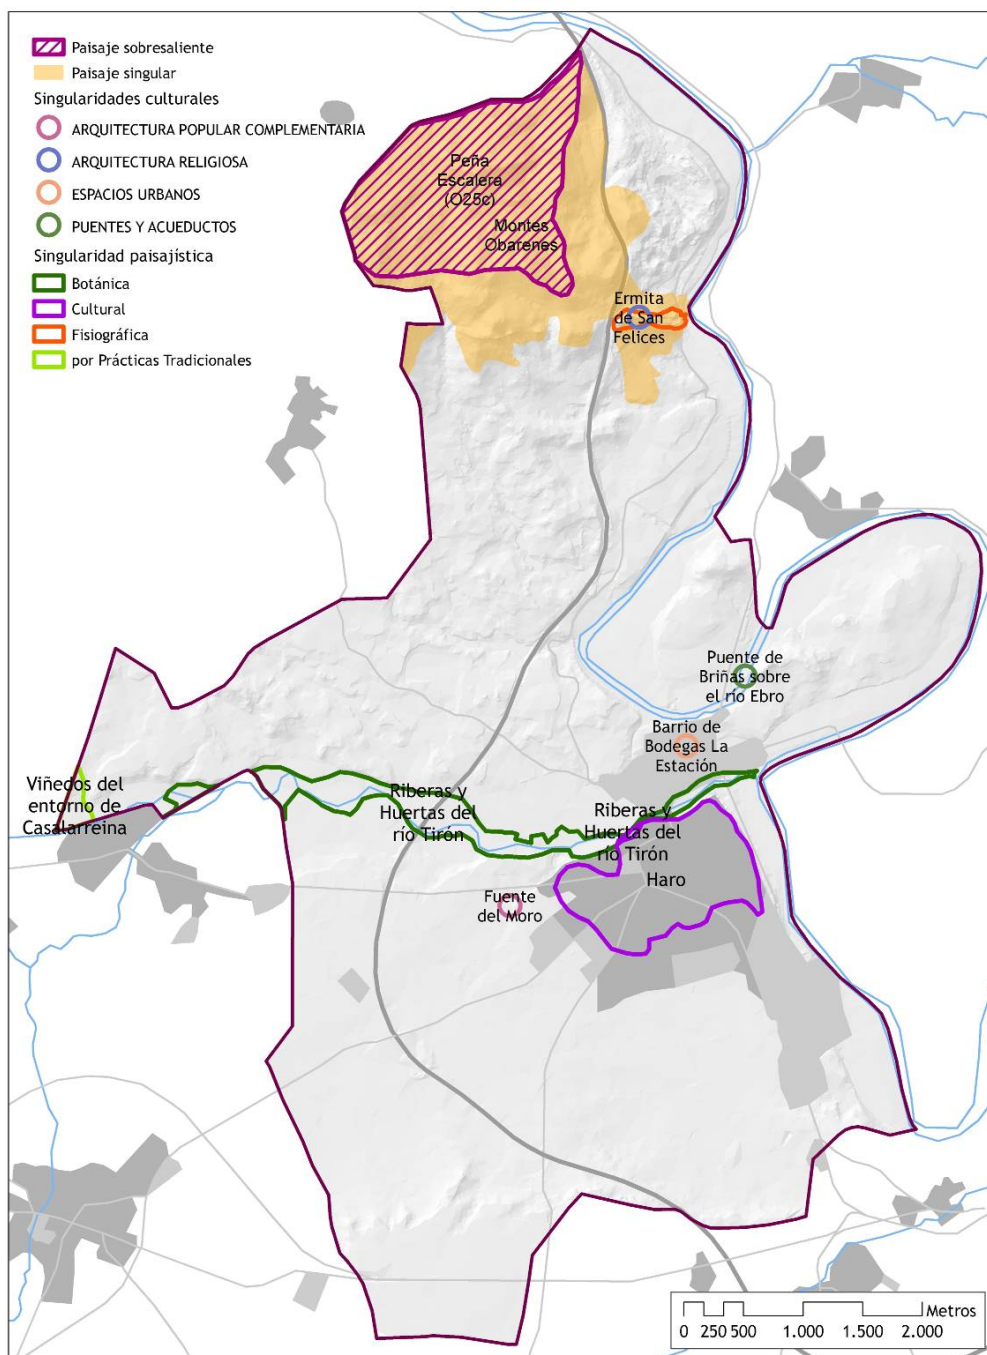 Paisaje sobresaliente
Paisaje singular
Singularidades culturales
ARQUITECTURA POPULAR COMPLEMENTARIA
ARQUITECTURA RELIGIOSA
ESPACIOS URBANOS
PUENTES Y ACUEDUCTOS
Singularidad paisajística
Botánica
Cultural
Fisiográfica
por Prácticas Tradicionales
Peña
Escalera
(O25c)
Montes
Obarenes
Ermita
de San
Felices
Puente de
Briñas sobre
el río Ebro
Barrio de
Bodegas La
Estación
Viñedos del
entorno de
Casalarreina
Riberas y
Huertas del
río Tirón
Riberas y
Huertas del
río Tirón
Haro
Fuente
del Moro
Metros
0 250 500 1.000 1.500 2.000